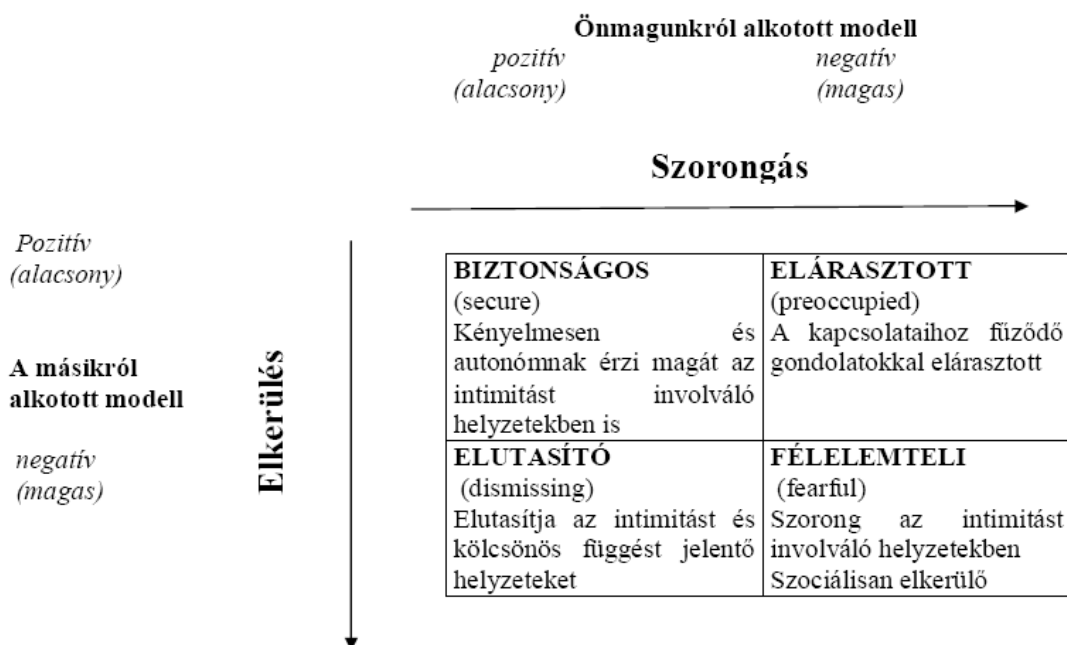 Önmagunkról alkotott modell
pozitív negatív
(alacsony) (magas)
Szorongás
Pozitív
(alacsony)
A másikról
alkotott modell
negatív
(magas)
Elkerülés
BIZTONSÁGOS
(secure)
Kényelmesen és
autonómnak érzi magát az
intimitást involváló
helyzetekben is
ELÁRASZTOTT
(preoccupied)
A kapcsolataihoz fűződő
gondolatokkal elárasztott
ELUTASÍTÓ
(dismissing)
Elutasítja az intimitást és
kölcsönös függést jelentő
helyzeteket
FÉLELEMTELI
(fearful)
Szorong az intimitást
involváló helyzetekben
Szociálisan elkerülő